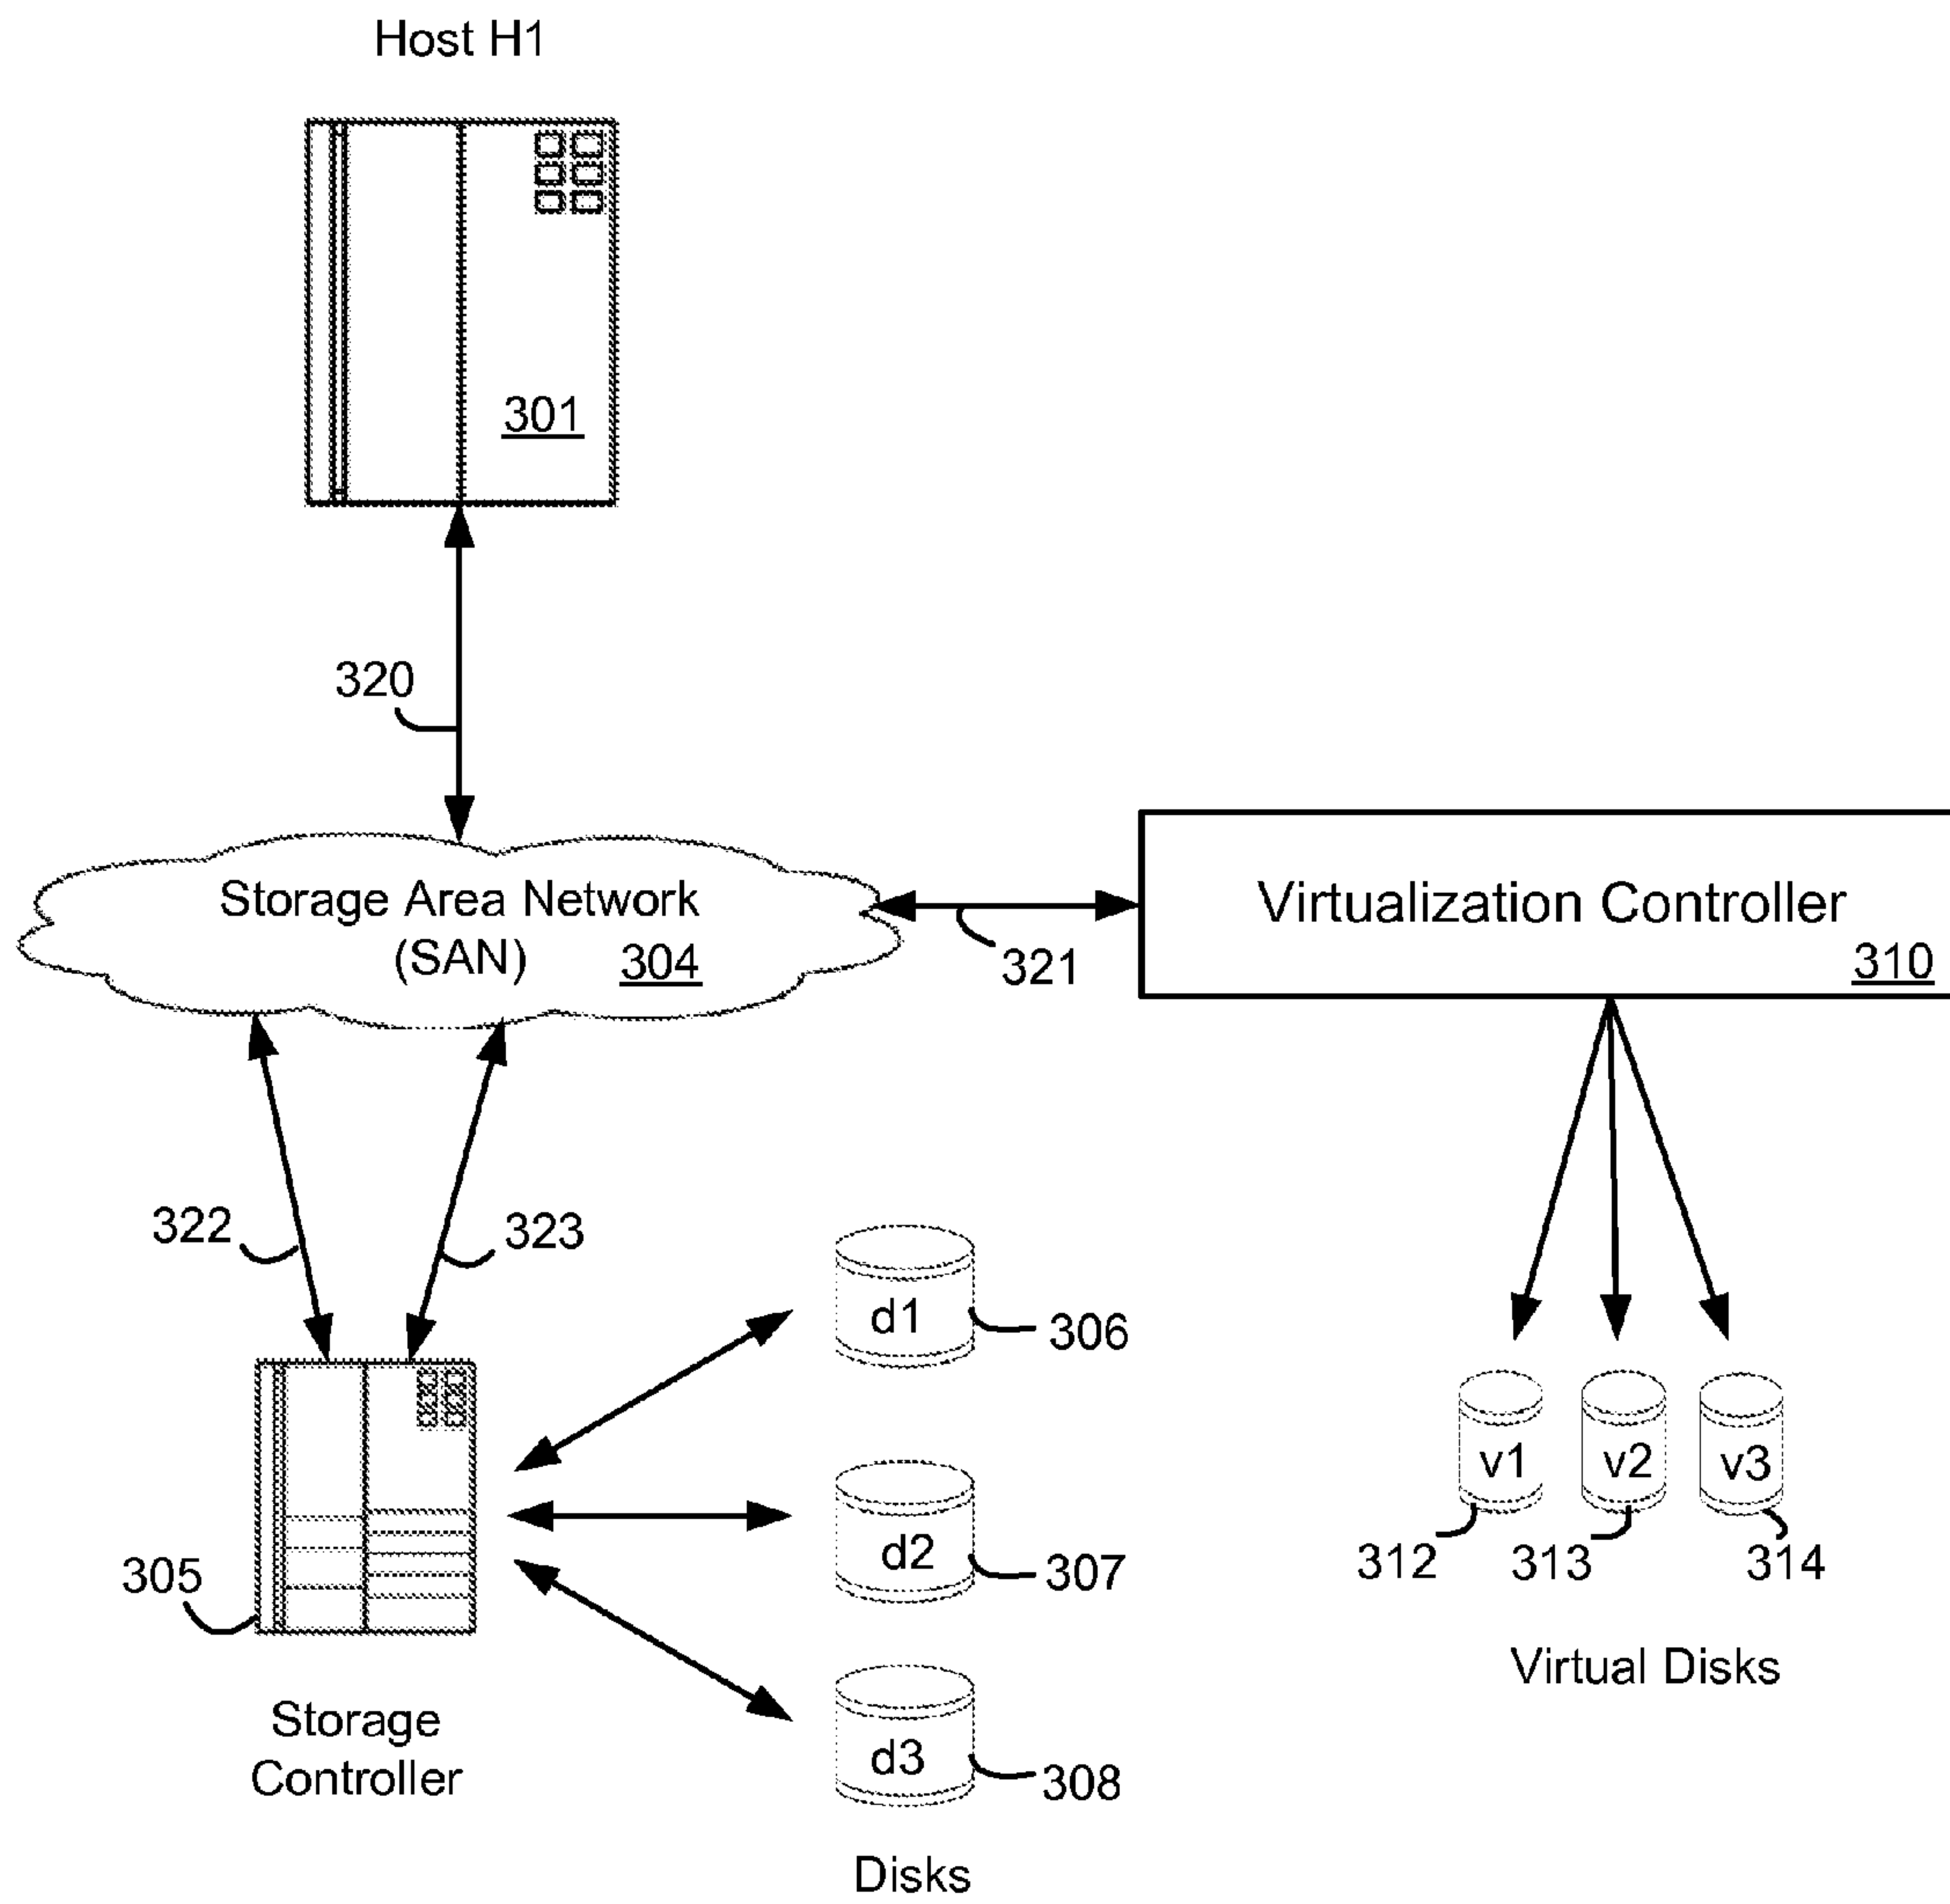 Host H1
301
320
Storage Area Network
(SAN) 304
321
Virtualization Controller
310
322
323
d1
306
d2
307
d3
308
305
Storage
Controller
Disks
v1
v2
v3
312
313
314
Virtual Disks